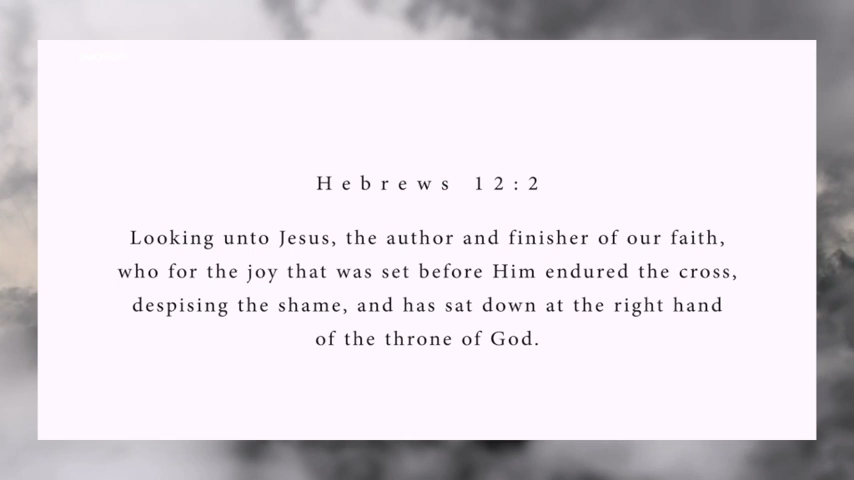 Hebrews 12:2
Looking unto Jesus, the author and finisher of our faith,
who for the joy that was set before Him endured the cross,
despising the shame, and has sat down at the right hand
of the throne of God.